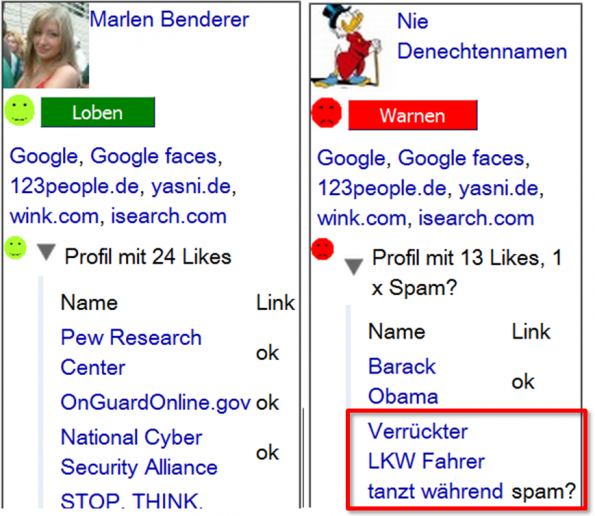 Marlen Benderer
Loben
Google, Google faces,
123people.de, yasni.de,
wink.com, isearch.com
Profil mit 24 Likes
Name Link
Pew Research
Center ok
OnGuardOnline.gov ok
National Cyber
Security Alliance ok
STOP. THINK.
Nie
Denechtennamen
Warnen
Google, Google faces,
123people.de, yasni.de,
wink.com, isearch.com
Profil mit 13 Likes, 1
x Spam?
Name Link
Barack
Obama ok
Verrückter
LKW Fahrer
tanzt während spam?